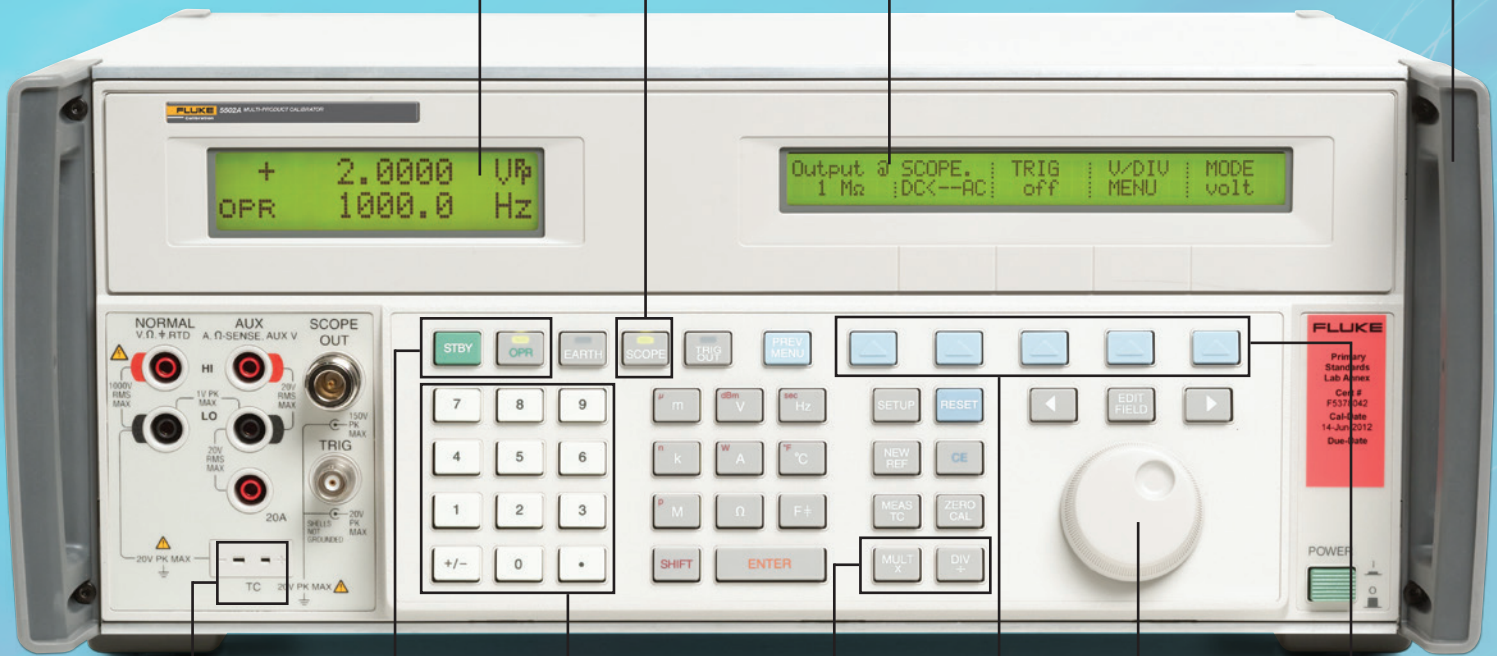 FLUKE 5502A MULTI-PRODUCT CALIBRATOR
Calibration
+ 2.0000 Vpp
OPR 1000.0 Hz
Output @ SCOPE. TRIG V/DIV MODE
1 MΩ DC<--AC off MENU volt
NORMAL AUX SCOPE
V, Ω, RTD A, Ω-SENSE, AUX V OUT
HI
1000V RMS MAX
1V PK MAX
20V RMS MAX
LO
150V PK MAX
20V RMS MAX
TRIG
20A
SHELLS NOT GROUNDED
20V PK MAX
20V PK MAX
TC
20V PK MAX
STBY OPR EARTH SCOPE TRIG OUT PREV MENU
7 8 9
µ m dBm V sec Hz
SETUP RESET
EDIT FIELD
4 5 6
n k W A °F °C
NEW REF CE
1 2 3
p M Ω F
MEAS TC ZERO CAL
+/- 0 •
SHIFT ENTER
MULT x DIV ÷
FLUKE
Primary
Standards
Lab Annex
Cert #
F5378042
Cal-Date
14-Jun-2012
Due-Date
POWER
I
O